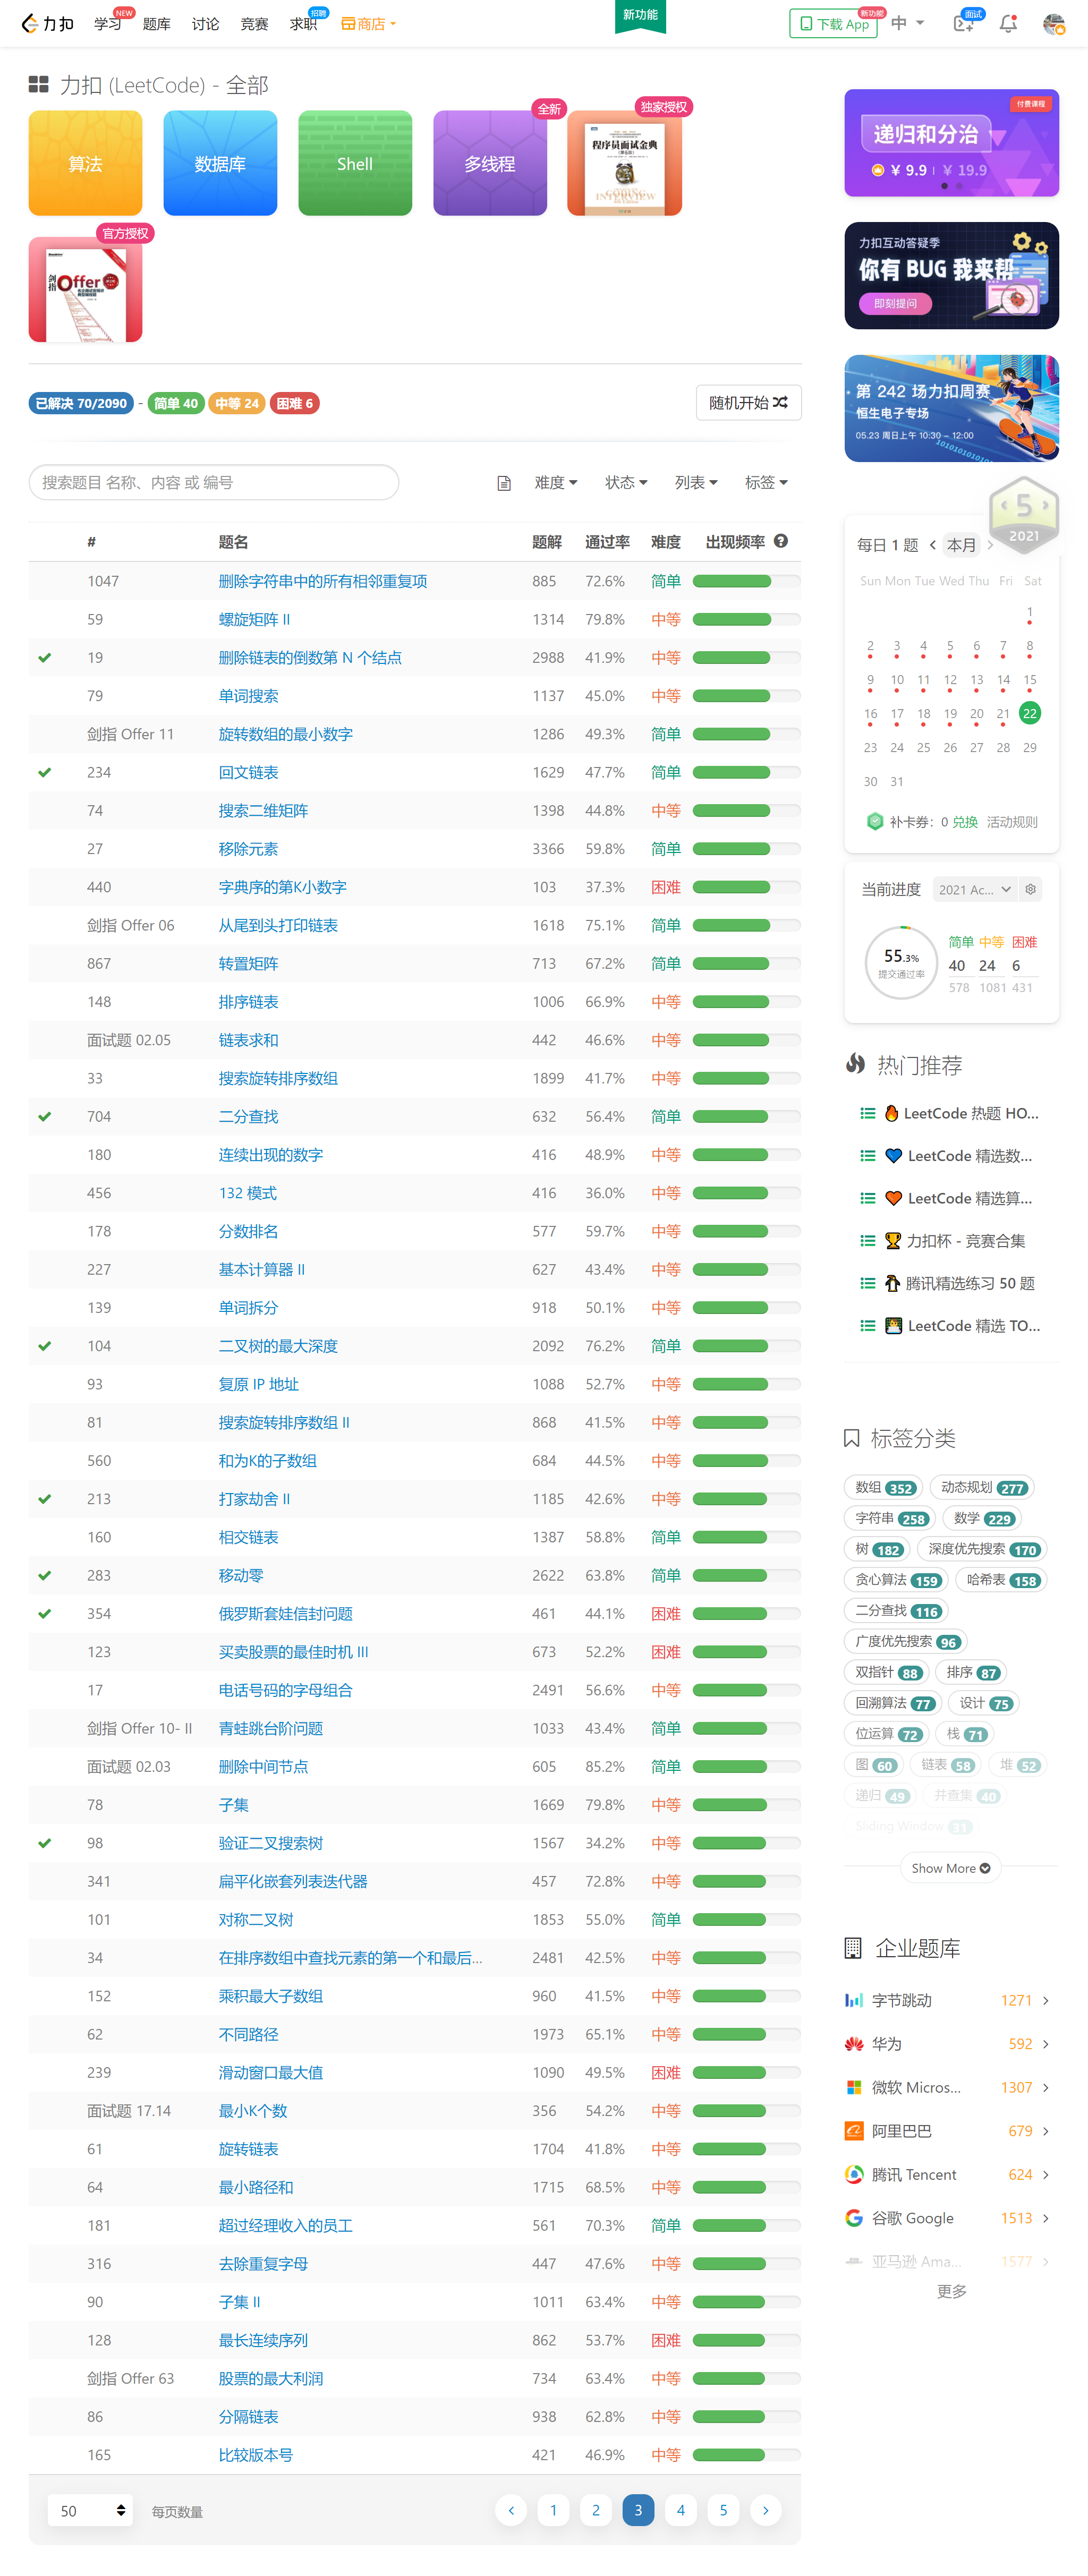 力扣 学习 NEW 题库 讨论 竞赛 求职 招聘 商店 新功能 下载 App 新功能 中 面试
力扣 (LeetCode) - 全部
算法 数据库 Shell 多线程 全新 独家授权 程序员面试金典
官方授权 剑指Offer
已解决 70/2090 - 简单 40 中等 24 困难 6 随机开始
搜索题目 名称、内容 或 编号 难度 状态 列表 标签
# 题名 题解 通过率 难度 出现频率
1047 删除字符串中的所有相邻重复项 885 72.6% 简单
59 螺旋矩阵 II 1314 79.8% 中等
19 删除链表的倒数第 N 个结点 2988 41.9% 中等
79 单词搜索 1137 45.0% 中等
剑指 Offer 11 旋转数组的最小数字 1286 49.3% 简单
234 回文链表 1629 47.7% 简单
74 搜索二维矩阵 1398 44.8% 中等
27 移除元素 3366 59.8% 简单
440 字典序的第K小数字 103 37.3% 困难
剑指 Offer 06 从尾到头打印链表 1618 75.1% 简单
867 转置矩阵 713 67.2% 简单
148 排序链表 1006 66.9% 中等
面试题 02.05 链表求和 442 46.6% 中等
33 搜索旋转排序数组 1899 41.7% 中等
704 二分查找 632 56.4% 简单
180 连续出现的数字 416 48.9% 中等
456 132 模式 416 36.0% 中等
178 分数排名 577 59.7% 中等
227 基本计算器 II 627 43.4% 中等
139 单词拆分 918 50.1% 中等
104 二叉树的最大深度 2092 76.2% 简单
93 复原 IP 地址 1088 52.7% 中等
81 搜索旋转排序数组 II 868 41.5% 中等
560 和为K的子数组 684 44.5% 中等
213 打家劫舍 II 1185 42.6% 中等
160 相交链表 1387 58.8% 简单
283 移动零 2622 63.8% 简单
354 俄罗斯套娃信封问题 461 44.1% 困难
123 买卖股票的最佳时机 III 673 52.2% 困难
17 电话号码的字母组合 2491 56.6% 中等
剑指 Offer 10- II 青蛙跳台阶问题 1033 43.4% 简单
面试题 02.03 删除中间节点 605 85.2% 简单
78 子集 1669 79.8% 中等
98 验证二叉搜索树 1567 34.2% 中等
341 扁平化嵌套列表迭代器 457 72.8% 中等
101 对称二叉树 1853 55.0% 简单
34 在排序数组中查找元素的第一个和最后... 2481 42.5% 中等
152 乘积最大子数组 960 41.5% 中等
62 不同路径 1973 65.1% 中等
239 滑动窗口最大值 1090 49.5% 困难
面试题 17.14 最小K个数 356 54.2% 中等
61 旋转链表 1704 41.8% 中等
64 最小路径和 1715 68.5% 中等
181 超过经理收入的员工 561 70.3% 简单
316 去除重复字母 447 47.6% 中等
90 子集 II 1011 63.4% 中等
128 最长连续序列 862 53.7% 困难
剑指 Offer 63 股票的最大利润 734 63.4% 中等
86 分隔链表 938 62.8% 中等
165 比较版本号 421 46.9% 中等
50 每页数量 1 2 3 4 5
付费课程
递归和分治
¥ 9.9 ¥ 19.9
力扣互动答疑季
你有 BUG 我来帮
即刻提问
第 242 场力扣周赛
恒生电子专场
05.23 周日上午 10:30 - 12:00
5
2021
每日 1 题 本月
Sun Mon Tue Wed Thu Fri Sat
1
2 3 4 5 6 7 8
9 10 11 12 13 14 15
16 17 18 19 20 21 22
23 24 25 26 27 28 29
30 31
补卡券：0 兑换 活动规则
当前进度 2021 Ac...
55.3%
提交通过率
简单 中等 困难
40 24 6
578 1081 431
热门推荐
LeetCode 热题 HO...
LeetCode 精选数...
LeetCode 精选算...
力扣杯 - 竞赛合集
腾讯精选练习 50 题
LeetCode 精选 TO...
标签分类
数组 352 动态规划 277
字符串 258 数学 229
树 182 深度优先搜索 170
贪心算法 159 哈希表 158
二分查找 116
广度优先搜索 96
双指针 88 排序 87
回溯算法 77 设计 75
位运算 72 栈 71
图 60 链表 58 堆 52
递归 49 并查集 40
Sliding Window 31
Show More
企业题库
字节跳动 1271
华为 592
微软 Micros... 1307
阿里巴巴 679
腾讯 Tencent 624
谷歌 Google 1513
亚马逊 Ama... 1577
更多